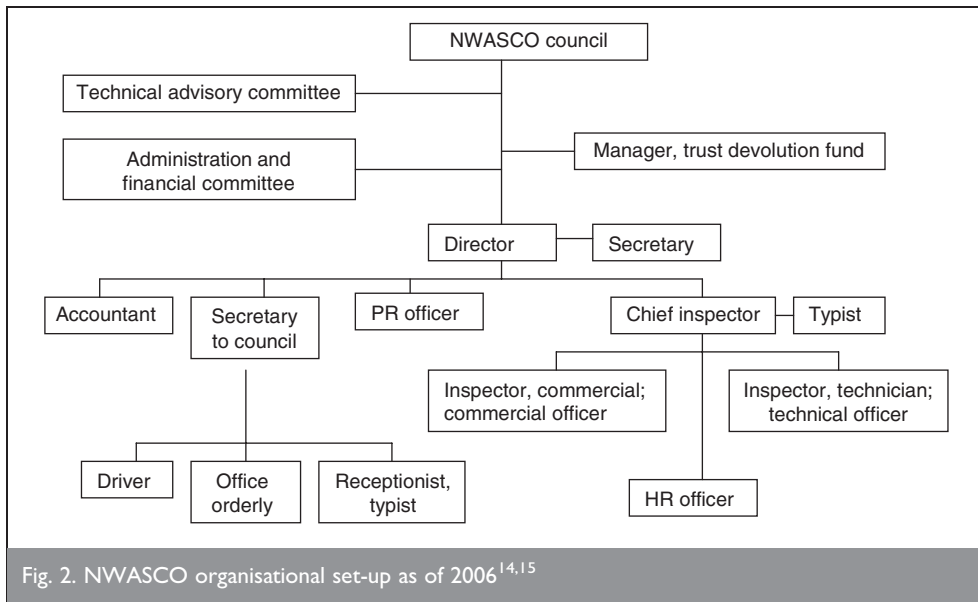 NWASCO council
Technical advisory committee
Administration and
financial committee
Manager, trust devolution fund
Director
Secretary
Accountant
Secretary
to council
PR officer
Chief inspector
Typist
Inspector, commercial;
commercial officer
Inspector, technician;
technical officer
Driver
Office
orderly
Receptionist,
typist
HR officer
Fig. 2. NWASCO organisational set-up as of 200614,15